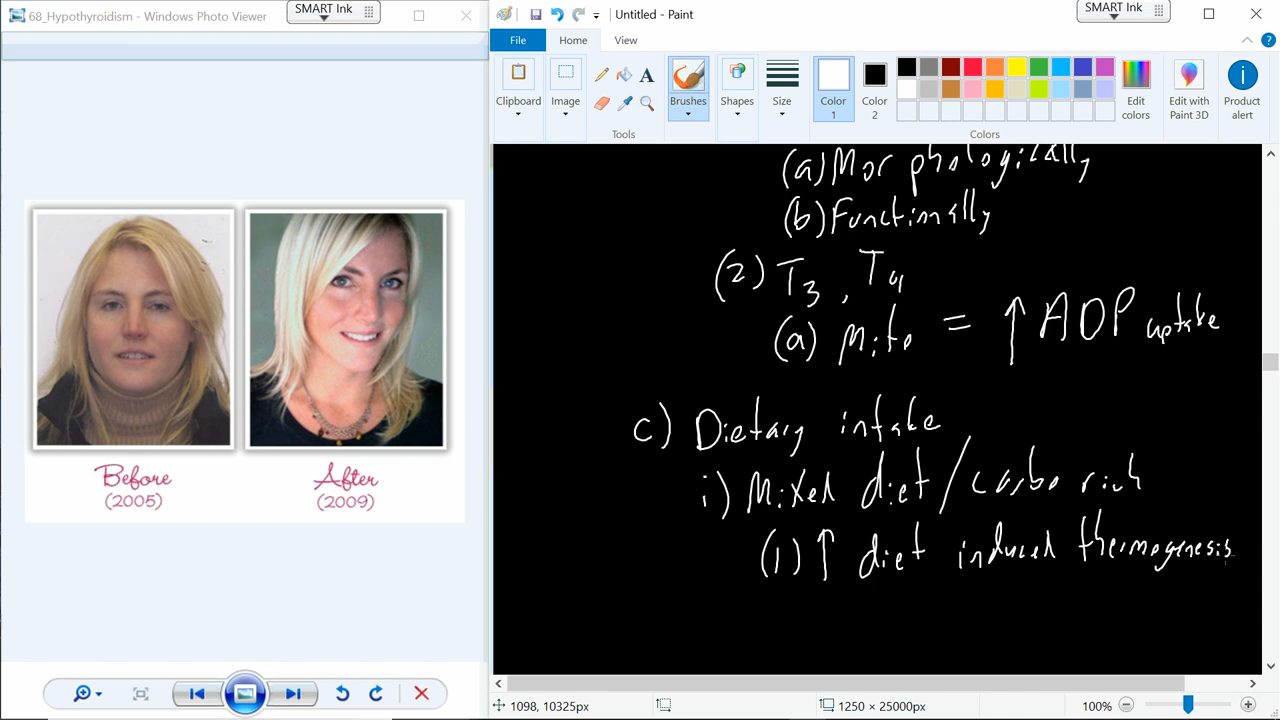 68_Hypothyroidism - Windows Photo Viewer
SMART Ink
Before
(2005)
After
(2009)
Untitled - Paint
SMART Ink
File
Home
View
Clipboard
Image
Tools
Brushes
Shapes
Size
Color
1
Color
2
Colors
Edit
colors
Edit with
Paint 3D
Product
alert
(a) Morphologically
(b) Functionally
(2) T3, T4
(a) Mito = ↑ ADP uptake
c) Dietary intake
i) Mixed diet / carbo rich
(1) ↑ diet induced thermogenesis
1098, 10325px
1250 × 25000px
100%